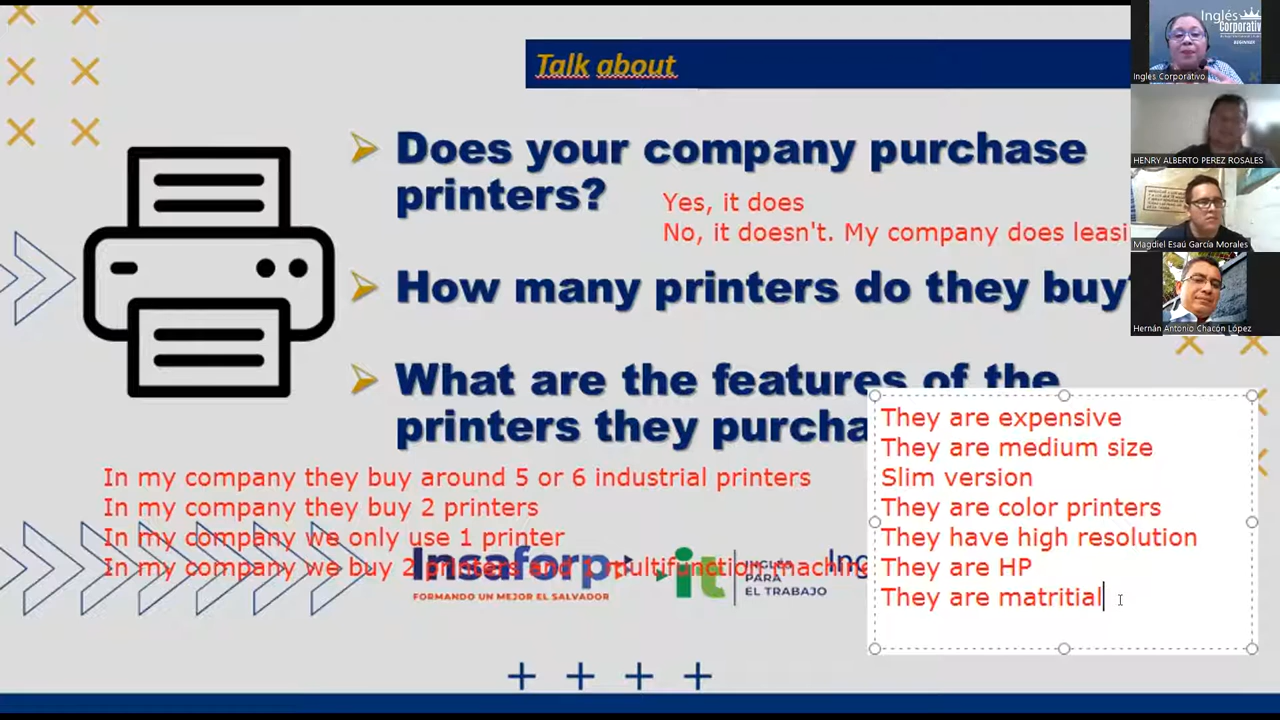 Talk about
Does your company purchase
printers?
Yes, it does
No, it doesn't. My company does leasi
How many printers do they buy
What are the features of the
printers they purcha
In my company they buy around 5 or 6 industrial printers
In my company they buy 2 printers
In my company we only use 1 printer
In my company we buy 2 printers and 1 multifunction machine
They are expensive
They are medium size
Slim version
They are color printers
They have high resolution
They are HP
They are matritial
Insaforp
FORMANDO UN MEJOR EL SALVADOR
it
INGLÉS
PARA
EL TRABAJO
Ing
Inglés
Corporativo
BEGINNER
Ingles Corporativo
HENRY ALBERTO PEREZ ROSALES
Magdiel Esaú García Morales
Hernán Antonio Chacón López